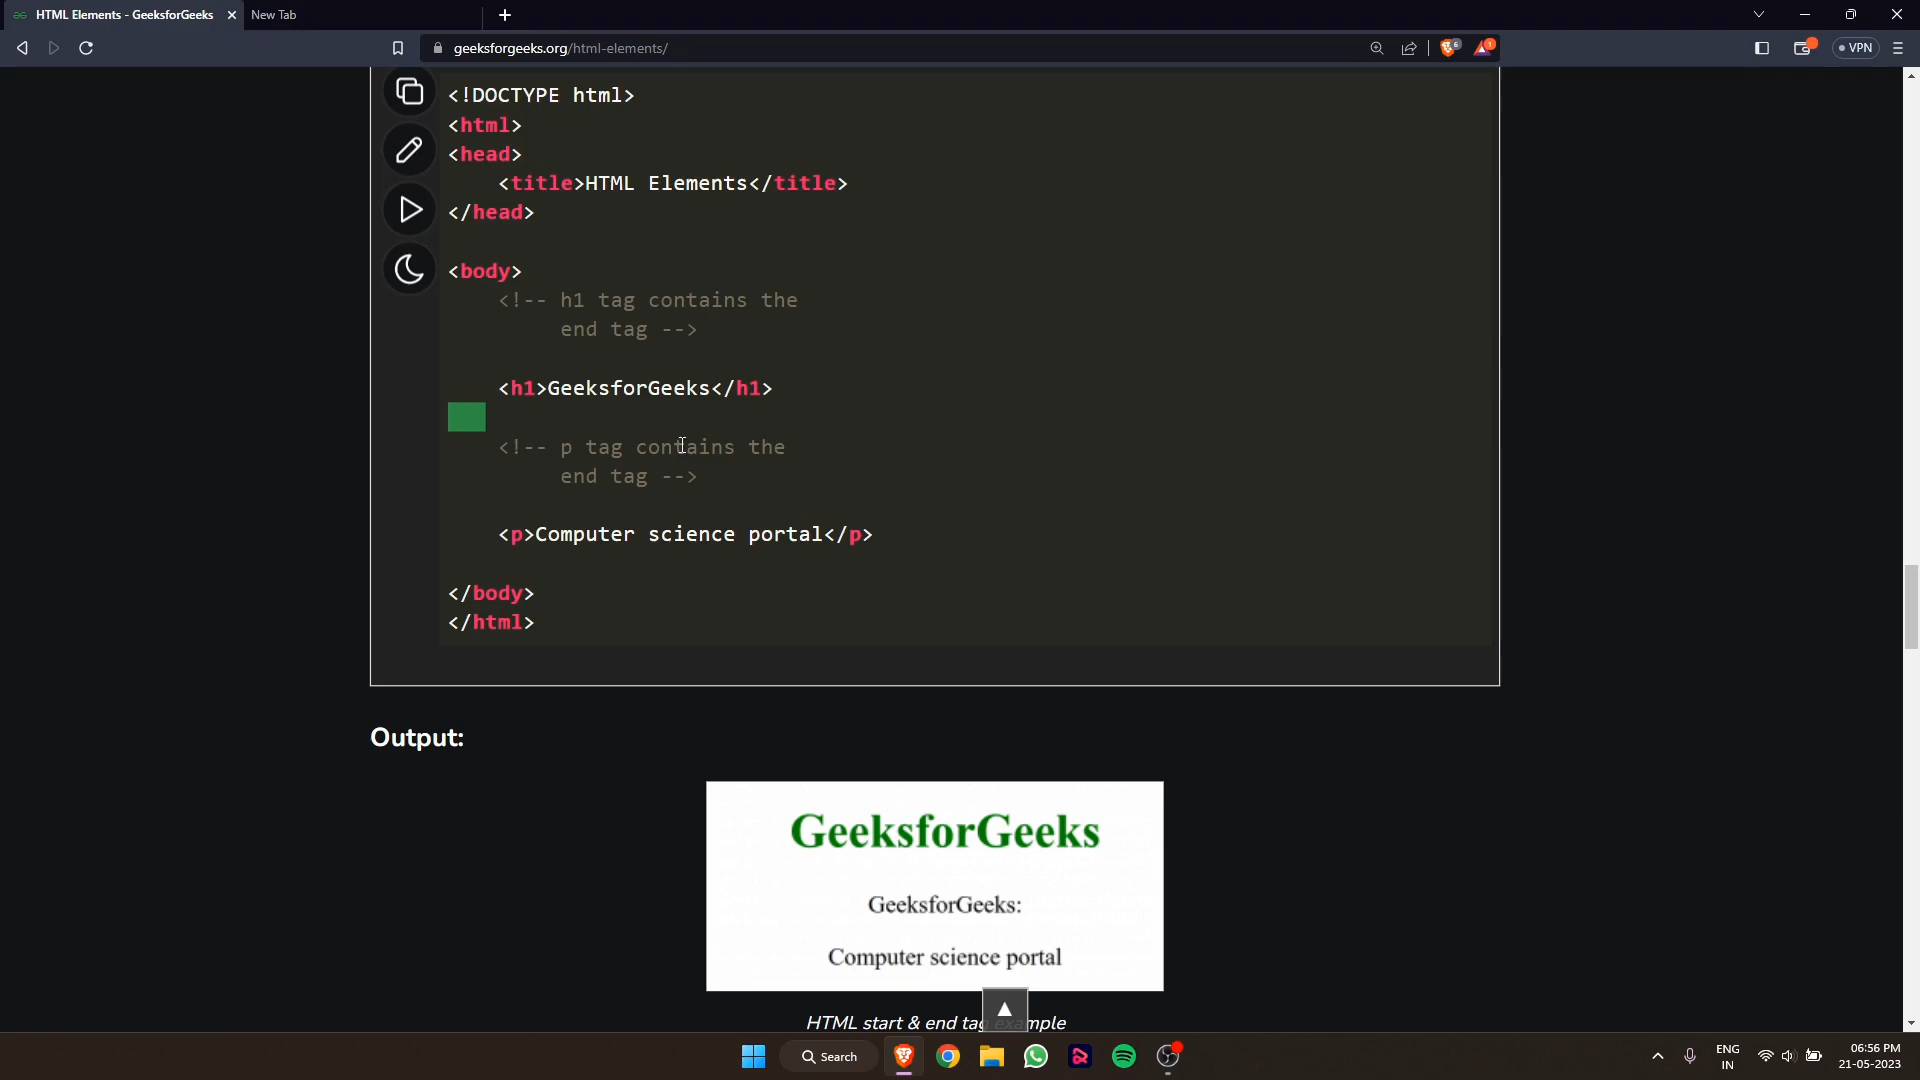 HTML Elements - GeeksforGeeks
New Tab
geeksforgeeks.org/html-elements/
6
1
VPN
<!DOCTYPE html>
<html>
<head>
<title>HTML Elements</title>
</head>
<body>
<!-- h1 tag contains the
end tag -->
<h1>GeeksforGeeks</h1>
<!-- p tag contains the
end tag -->
<p>Computer science portal</p>
</body>
</html>
Output:
GeeksforGeeks
GeeksforGeeks:
Computer science portal
HTML start & end tag example
Search
ENG
IN
06:56 PM
21-05-2023